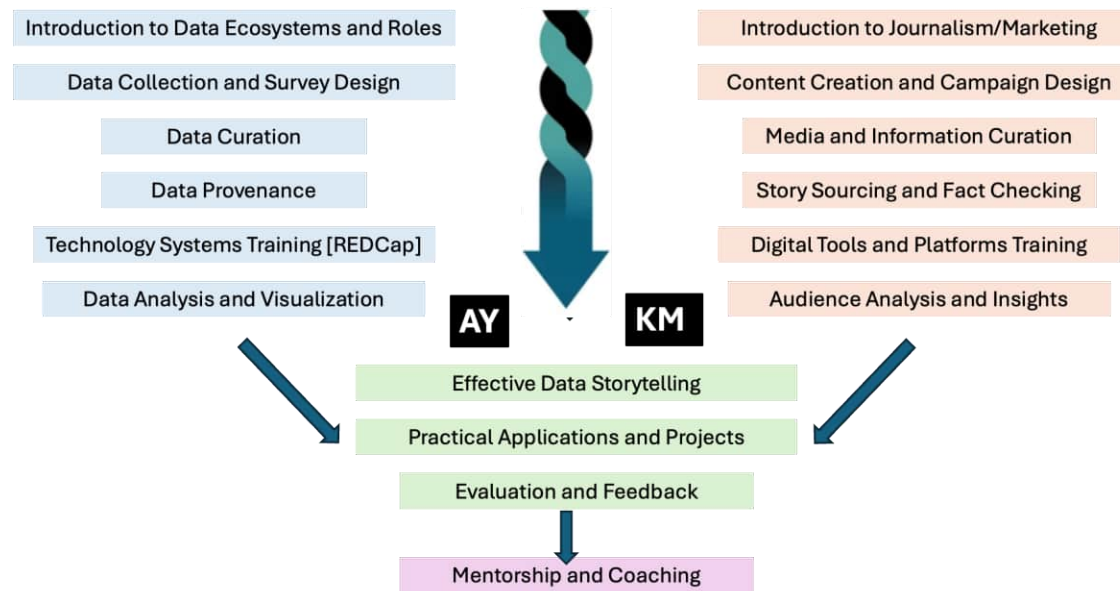 Introduction to Data Ecosystems and Roles
Data Collection and Survey Design
Data Curation
Data Provenance
Technology Systems Training [REDCap]
Data Analysis and Visualization
Introduction to Journalism/Marketing
Content Creation and Campaign Design
Media and Information Curation
Story Sourcing and Fact Checking
Digital Tools and Platforms Training
Audience Analysis and Insights
AY
KM
Effective Data Storytelling
Practical Applications and Projects
Evaluation and Feedback
Mentorship and Coaching